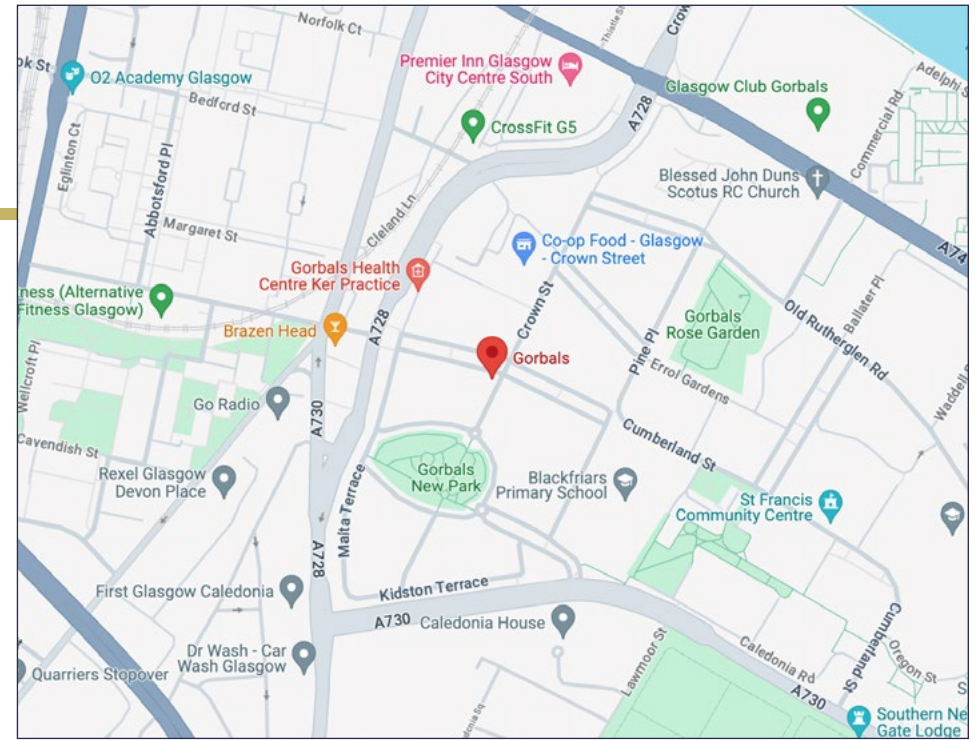 Norfolk Ct
Thistle St
Crow
ok St
O2 Academy Glasgow
Premier Inn Glasgow
City Centre South
Adelphi S
Bedford St
Glasgow Club Gorbals
CrossFit G5
A728
Commercial Rd
Eglinton Ct
Abbotsford Pl
Blessed John Duns
Scotus RC Church
Margaret St
Cleland Ln
Co-op Food - Glasgow
- Crown Street
A74
Gorbals Health
Centre Ker Practice
ness (Alternative
Fitness Glasgow)
Crown St
Ballater Pl
Old Rutherglen Rd
Brazen Head
A728
Gorbals
Rose Garden
Gorbals
Pine Pl
Errol Gardens
Wellcroft Pl
Go Radio
A730
Waddell
Cumberland St
Cavendish St
Rexel Glasgow
Devon Place
Gorbals
New Park
Blackfriars
Primary School
St Francis
Community Centre
Malta Terrace
A728
Kidston Terrace
First Glasgow Caledonia
A730
Caledonia House
Cumberland St
Dr Wash - Car
Wash Glasgow
Lawmoor St
Caledonia Rd
Oregon St
Quarriers Stopover
A730
S
donia Sq
Southern Ne
Gate Lodge